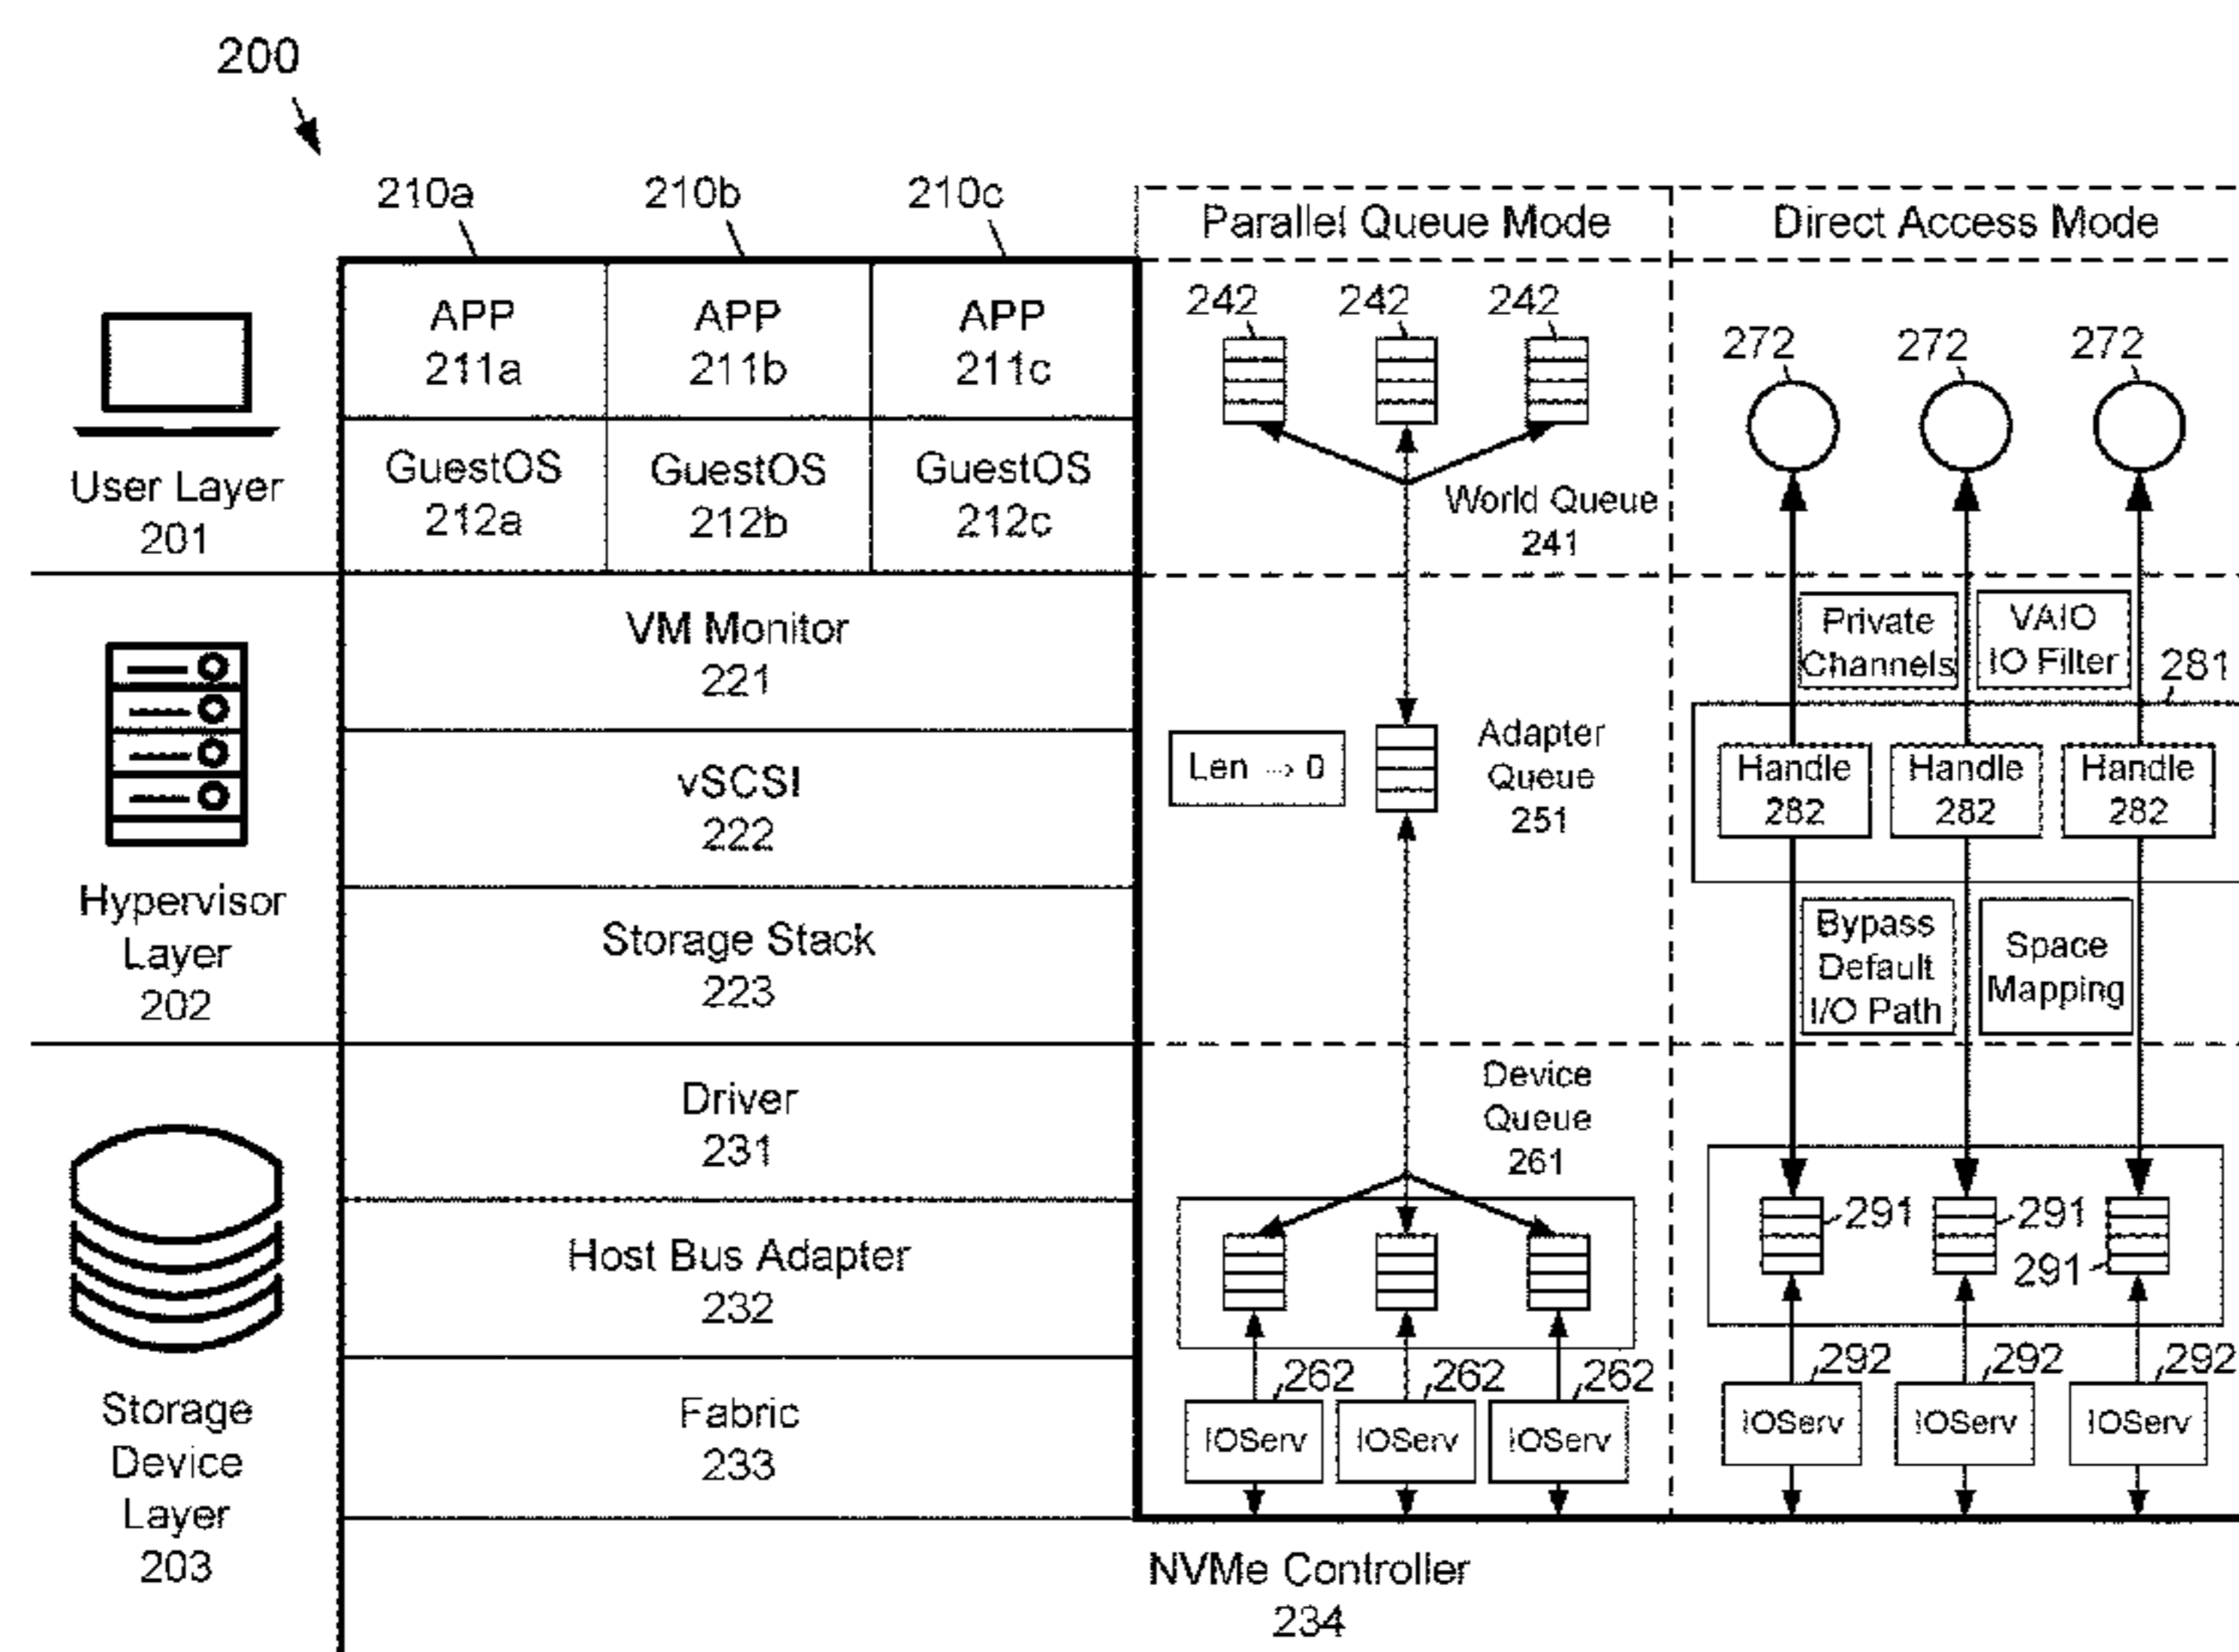 200
210a
210b
210c
Parallel Queue Mode
Direct Access Mode
User Layer
201
APP
211a
APP
211b
APP
211c
GuestOS
212a
GuestOS
212b
GuestOS
212c
242
242
242
World Queue
241
272
272
272
Hypervisor
Layer
202
VM Monitor
221
vSCSI
222
Storage Stack
223
Len → 0
Adapter
Queue
251
Private
Channels
VAIO
IO Filter
281
Handle
282
Handle
282
Handle
282
Bypass
Default
I/O Path
Space
Mapping
Storage
Device
Layer
203
Driver
231
Host Bus Adapter
232
Fabric
233
Device
Queue
261
262
262
262
IOServ
IOServ
IOServ
291
291
291
292
292
292
IOServ
IOServ
IOServ
NVMe Controller
234